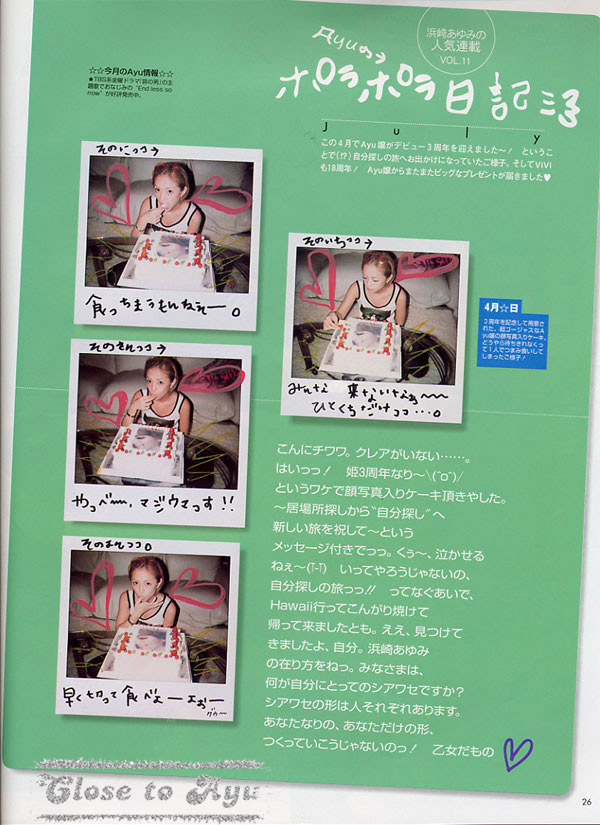 浜崎あゆみの
人気連載
VOL.11
Ayuのっ
ポラポラ日記
☆☆今月のAyu情報☆☆
★TBS系金曜ドラマ「昔の男」の主
題歌でおなじみの“End less so
rrow”が好評発売中。
July
この4月でAyu嬢がデビュー3周年を迎えました〜！ というこ
とで(!?)自分探しの旅へお出かけになっていたご様子。そしてViVi
も18周年！ Ayu嬢からまたまたビッグなプレゼントが届きました♥
そのにっコ→
食っちまうもんねぇー。
そのいちっコ→
みんな 来ないなぁ〜〜
ひとくちだけココ…。
4月☆日
3周年を記念して用意さ
れた、超ゴージャスなA
yu嬢の顔写真入りケーキ。
どうやら待ちきれなくっ
て1人でつまみ食いして
しまったご様子！
そのさんっコ→
やっべー、マジウマっす!!
早く切って食べよーよぉー
グゥ〜
こんにチワワ。クレアがいない……。
はいっっ！ 姫3周年なり〜\(^o^)/
というワケで顔写真入りケーキ頂きやした。
〜居場所探しから“自分探し”へ
新しい旅を祝して〜という
メッセージ付きでっっ。くぅ〜、泣かせる
ねぇ〜(T-T) いってやろうじゃないの、
自分探しの旅っっ!! ってなぐあいで、
Hawaii行ってこんがり焼けて
帰って来ましたとも。ええ、見つけて
きましたよ、自分。浜崎あゆみ
の在り方をねっ。みなさまは、
何が自分にとってのシアワセですか？
シアワセの形は人それぞれあります。
あなたなりの、あなただけの形、
つくっていこうじゃないのっ！ 乙女だもの
Close to Ayu
26